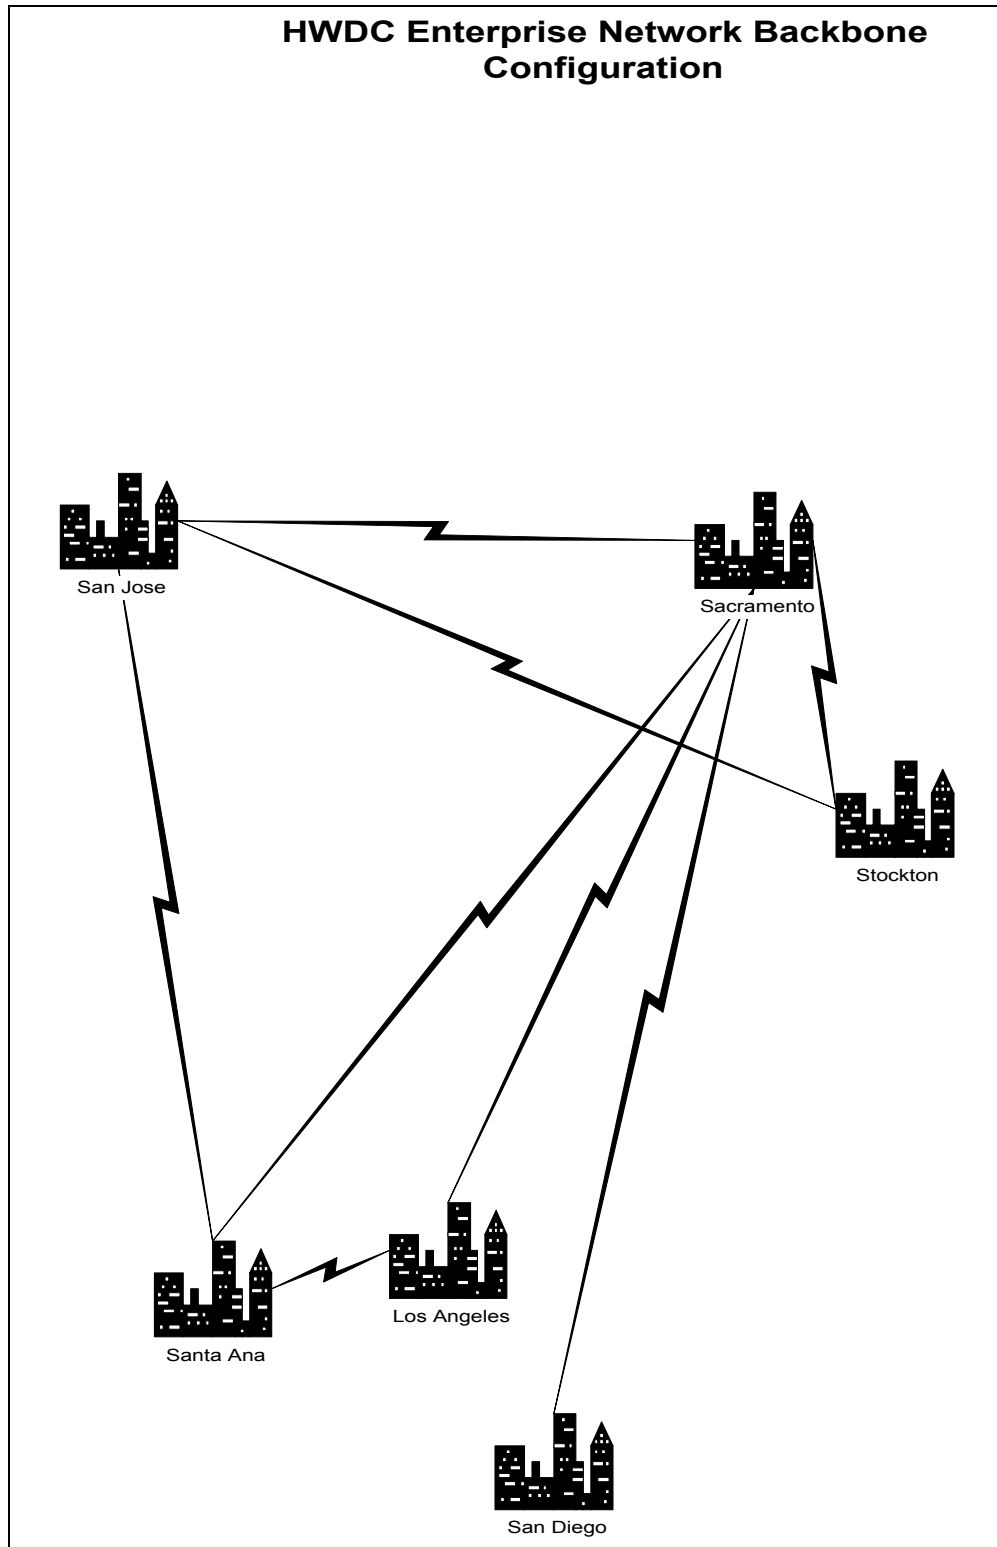 HWDC Enterprise Network Backbone
Configuration
San Jose
Sacramento
Stockton
Los Angeles
Santa Ana
San Diego